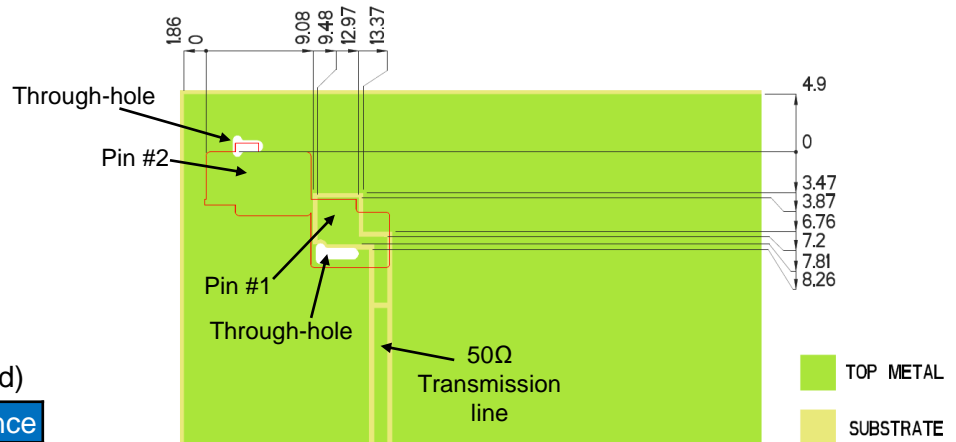 1.86
0
9.08
9.48
12.97
13.37
4.9
Through-hole
0
Pin #2
3.47
3.87
6.76
7.2
7.81
8.26
Pin #1
Through-hole
50Ω
Transmission
line
TOP METAL
SUBSTRATE
d)
nce